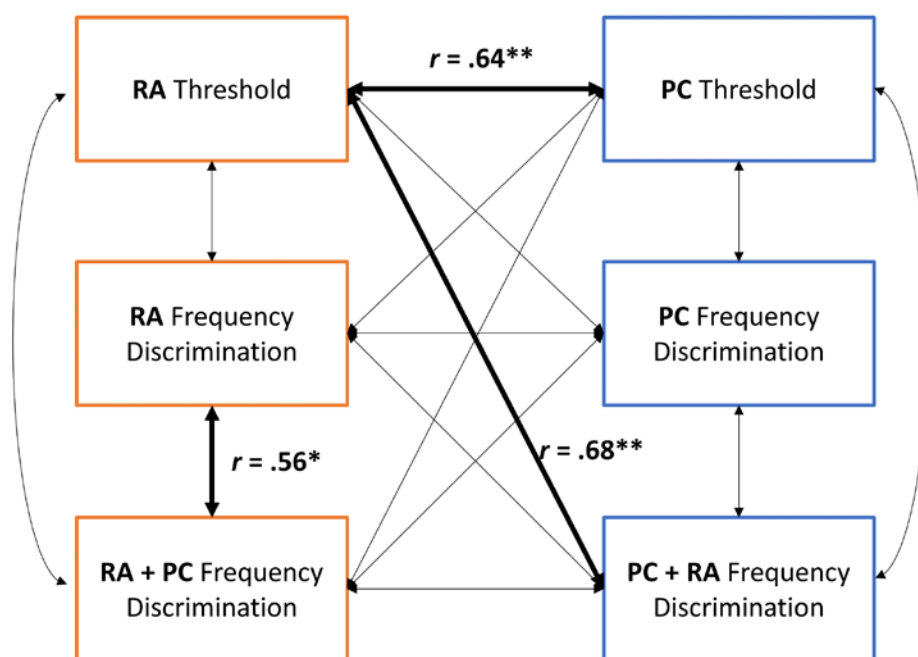 r = .64**
RA Threshold
PC Threshold
RA Frequency
Discrimination
PC Frequency
Discrimination
r = .56*
r = .68**
RA + PC Frequency
Discrimination
PC + RA Frequency
Discrimination